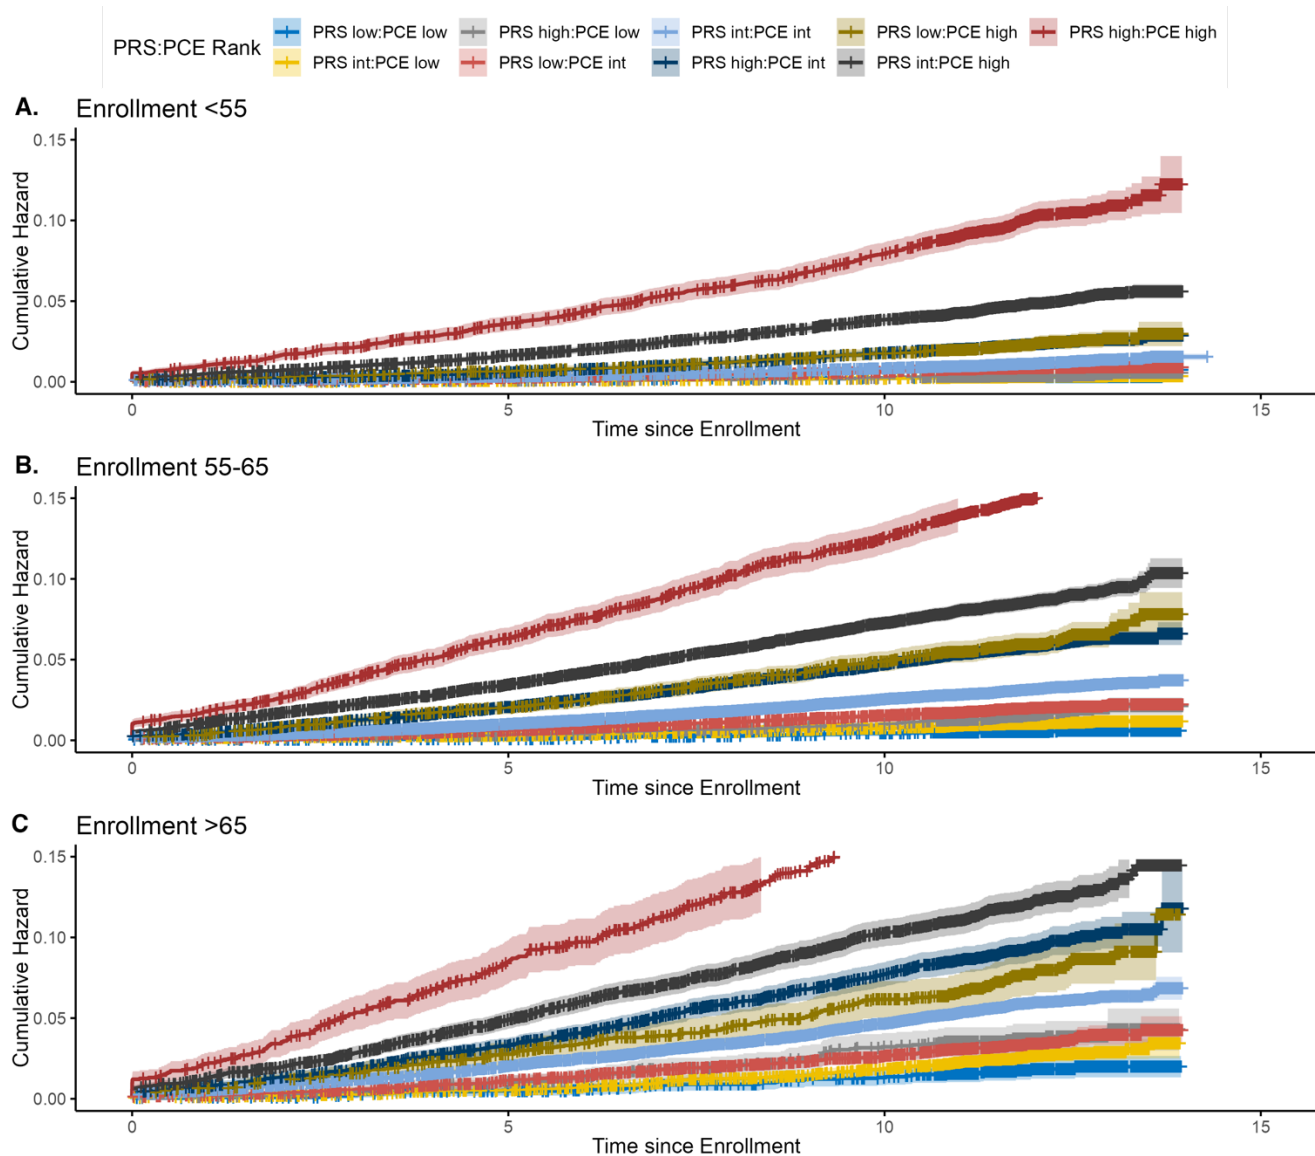 PRS:PCE Rank
PRS low:PCE low PRS high:PCE low PRS int:PCE int PRS low:PCE high PRS high:PCE high
PRS int:PCE low PRS low:PCE int PRS high:PCE int PRS int:PCE high
A. Enrollment <55
Cumulative Hazard
0.15
0.10
0.05
0.00
0 5 10 15
Time since Enrollment
B. Enrollment 55-65
Cumulative Hazard
0.15
0.10
0.05
0.00
0 5 10 15
Time since Enrollment
C Enrollment >65
Cumulative Hazard
0.15
0.10
0.05
0.00
0 5 10 15
Time since Enrollment